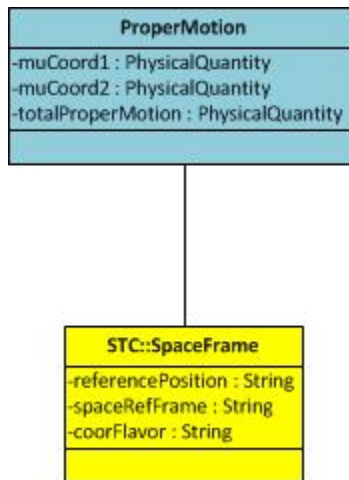 ProperMotion
-muCoord1 : PhysicalQuantity
-muCoord2 : PhysicalQuantity
-totalProperMotion : PhysicalQuantity
STC::SpaceFrame
-referencePosition : String
-spaceRefFrame : String
-coorFlavor : String